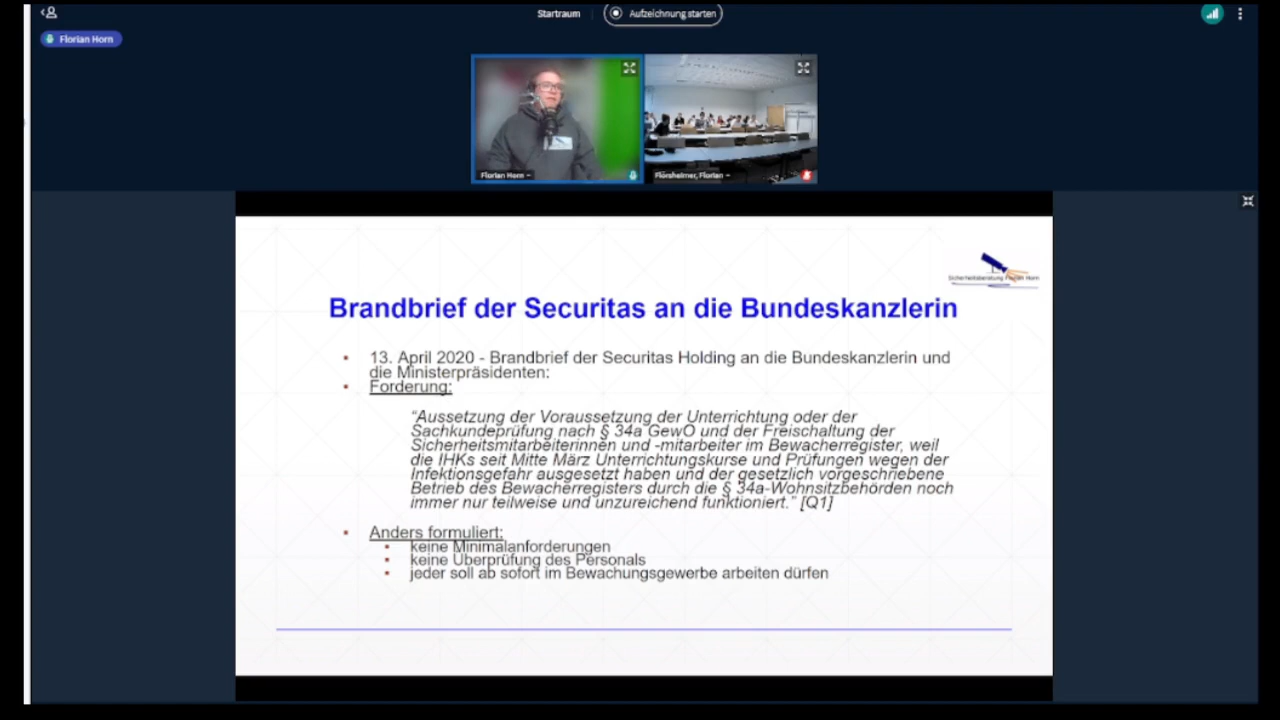 Startraum
Aufzeichnung starten
Florian Horn
Florian Horn
Flörsheimer, Florian
Sicherheitsberatung Florian Horn
Brandbrief der Securitas an die Bundeskanzlerin
13. April 2020 - Brandbrief der Securitas Holding an die Bundeskanzlerin und
die Ministerpräsidenten:
Forderung:
“Aussetzung der Voraussetzung der Unterrichtung oder der
Sachkundeprüfung nach § 34a GewO und der Freischaltung der
Sicherheitsmitarbeiterinnen und -mitarbeiter im Bewacherregister, weil
die IHKs seit Mitte März Unterrichtungskurse und Prüfungen wegen der
Infektionsgefahr ausgesetzt haben und der gesetzlich vorgeschriebene
Betrieb des Bewacherregisters durch die § 34a-Wohnsitzbehörden noch
immer nur teilweise und unzureichend funktioniert.” [Q1]
Anders formuliert:
keine Minimalanforderungen
keine Überprüfung des Personals
jeder soll ab sofort im Bewachungsgewerbe arbeiten dürfen